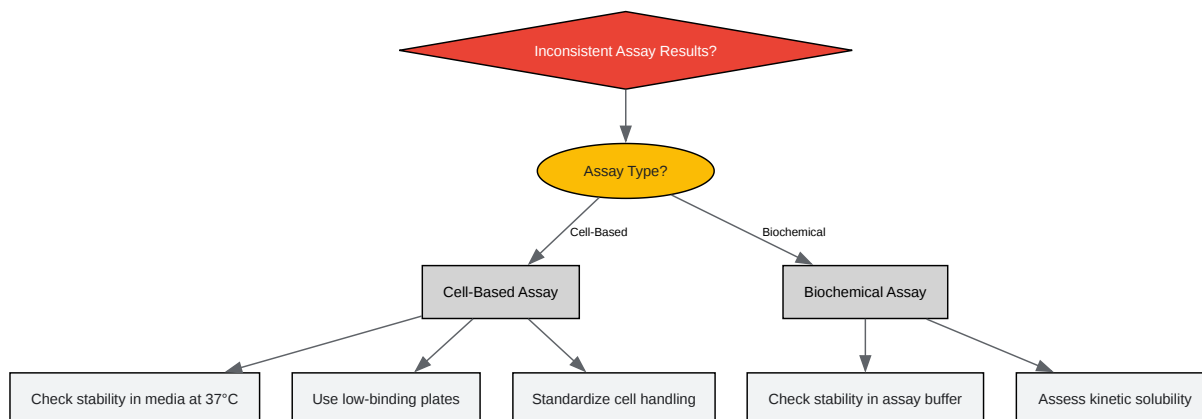 Inconsistent Assay Results?
Assay Type?
Cell-Based
Biochemical
Cell-Based Assay
Biochemical Assay
Check stability in media at 37°C
Use low-binding plates
Standardize cell handling
Check stability in assay buffer
Assess kinetic solubility